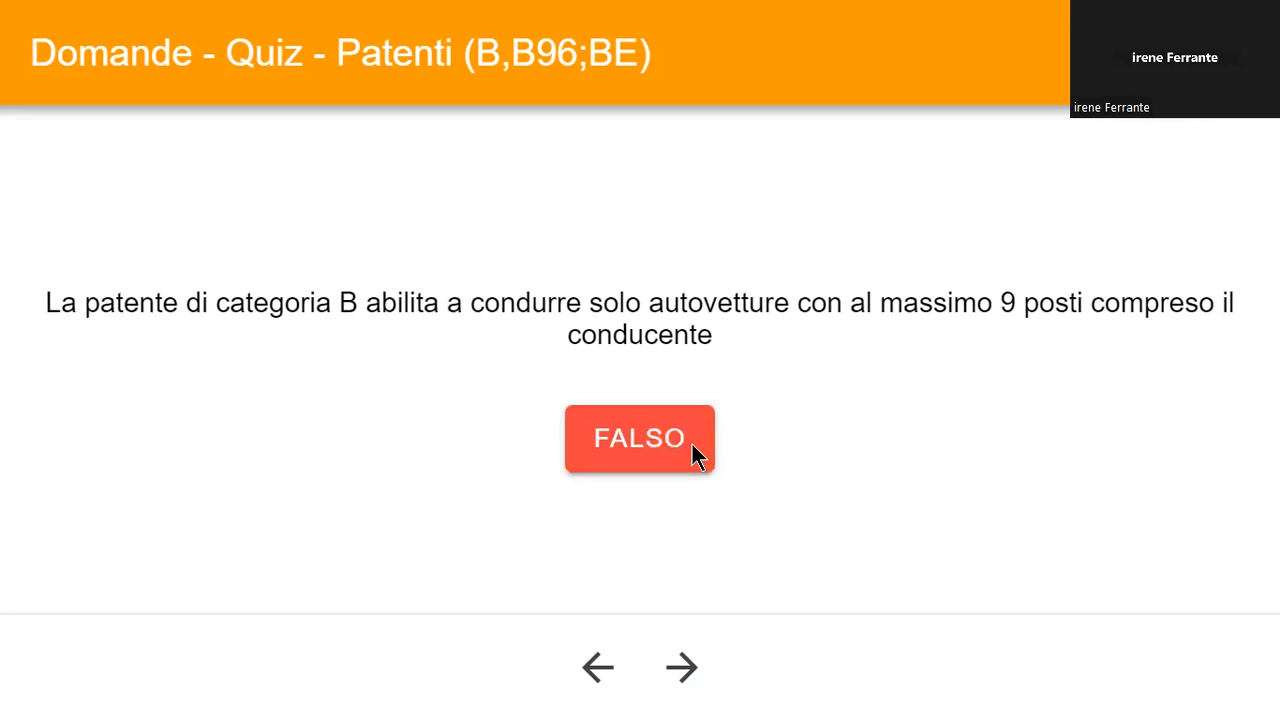 Domande - Quiz - Patenti (B,B96;BE)
irene Ferrante
irene Ferrante
La patente di categoria B abilita a condurre solo autovetture con al massimo 9 posti compreso il
conducente
FALSO